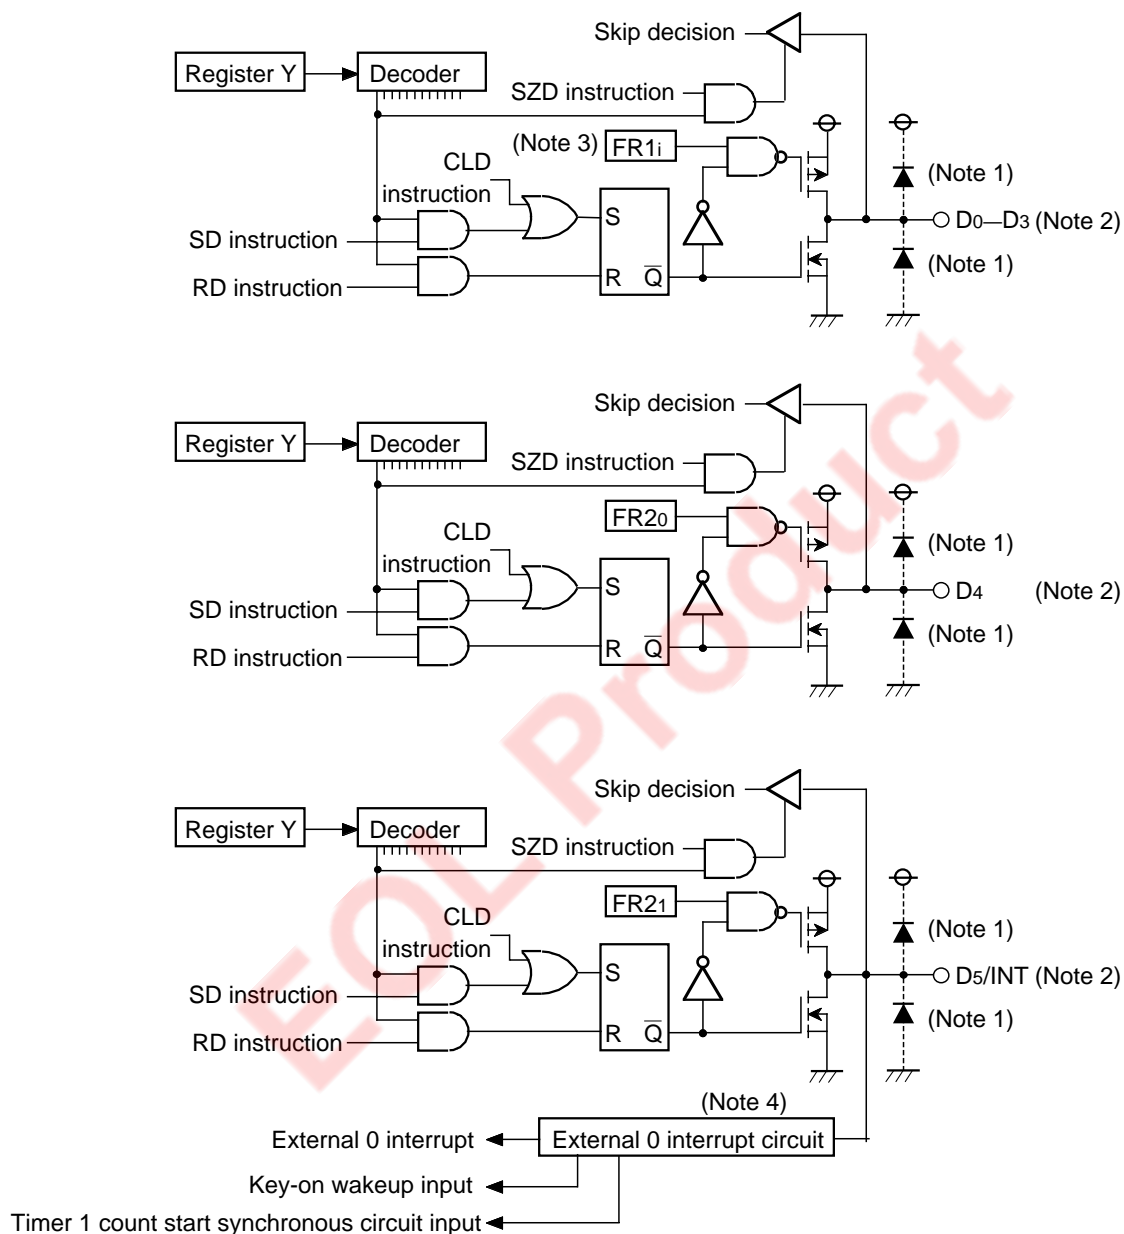 Skip decision
Register Y
Decoder
SZD instruction
(Note 3)
FR1i
CLD
instruction
(Note 1)
S
D0—D3 (Note 2)
SD instruction
(Note 1)
R
Q
RD instruction
Skip decision
Register Y
Decoder
SZD instruction
FR20
CLD
instruction
(Note 1)
S
D4 (Note 2)
SD instruction
(Note 1)
R
Q
RD instruction
Skip decision
Register Y
Decoder
SZD instruction
FR21
CLD
instruction
(Note 1)
S
D5/INT (Note 2)
SD instruction
(Note 1)
R
Q
RD instruction
(Note 4)
External 0 interrupt
External 0 interrupt circuit
Key-on wakeup input
Timer 1 count start synchronous circuit input
EOL Product